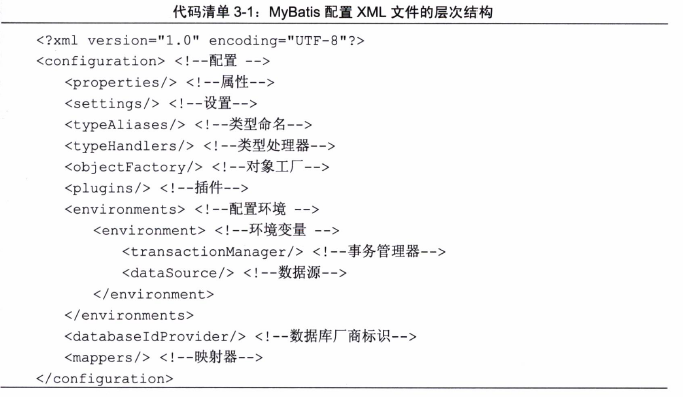 代码清单 3-1：MyBatis 配置 XML 文件的层次结构
<?xml version="1.0" encoding="UTF-8"?>
<configuration> <!--配置 -->
<properties/> <!--属性-->
<settings/> <!--设置-->
<typeAliases/> <!--类型命名-->
<typeHandlers/> <!--类型处理器-->
<objectFactory/> <!--对象工厂-->
<plugins/> <!--插件-->
<environments> <!--配置环境 -->
<environment> <!--环境变量 -->
<transactionManager/> <!--事务管理器-->
<dataSource/> <!--数据源-->
</environment>
</environments>
<databaseIdProvider/> <!--数据库厂商标识-->
<mappers/> <!--映射器-->
</configuration>